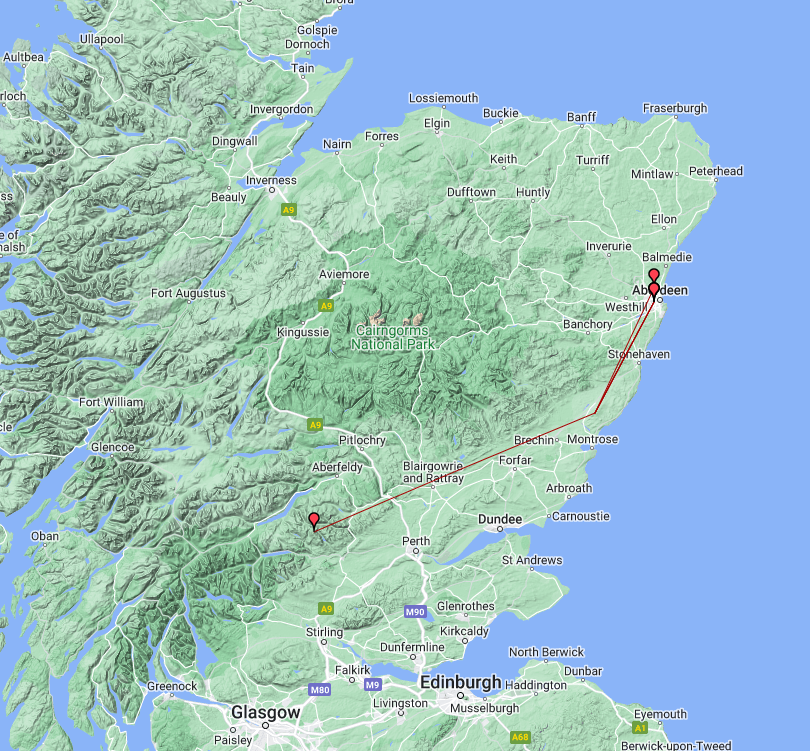 Brora
Golspie
Ullapool
Dornoch
Aultbea
Tain
Lossiemouth
Invergordon
Buckie
Fraserburgh
Banff
Elgin
Forres
Dingwall
Nairn
Keith
Turriff
Mintlaw
Peterhead
Inverness
Dufftown
Huntly
Beauly
A9
Ellon
Inverurie
Balmedie
Aviemore
Fort Augustus
Aberdeen
A9
Westhill
Kingussie
Cairngorms
National Park
Banchory
Stonehaven
Fort William
A9
Pitlochry
Brechin
Montrose
Glencoe
Forfar
Aberfeldy
Blairgowrie
and Rattray
Arbroath
Carnoustie
Dundee
Oban
Perth
St Andrews
A9
M90
Glenrothes
Stirling
Kirkcaldy
Dunfermline
North Berwick
Falkirk
Dunbar
Greenock
M80
M9
Edinburgh
Haddington
Livingston
Musselburgh
Glasgow
Eyemouth
A1
Paisley
A68
Berwick-upon-Tweed